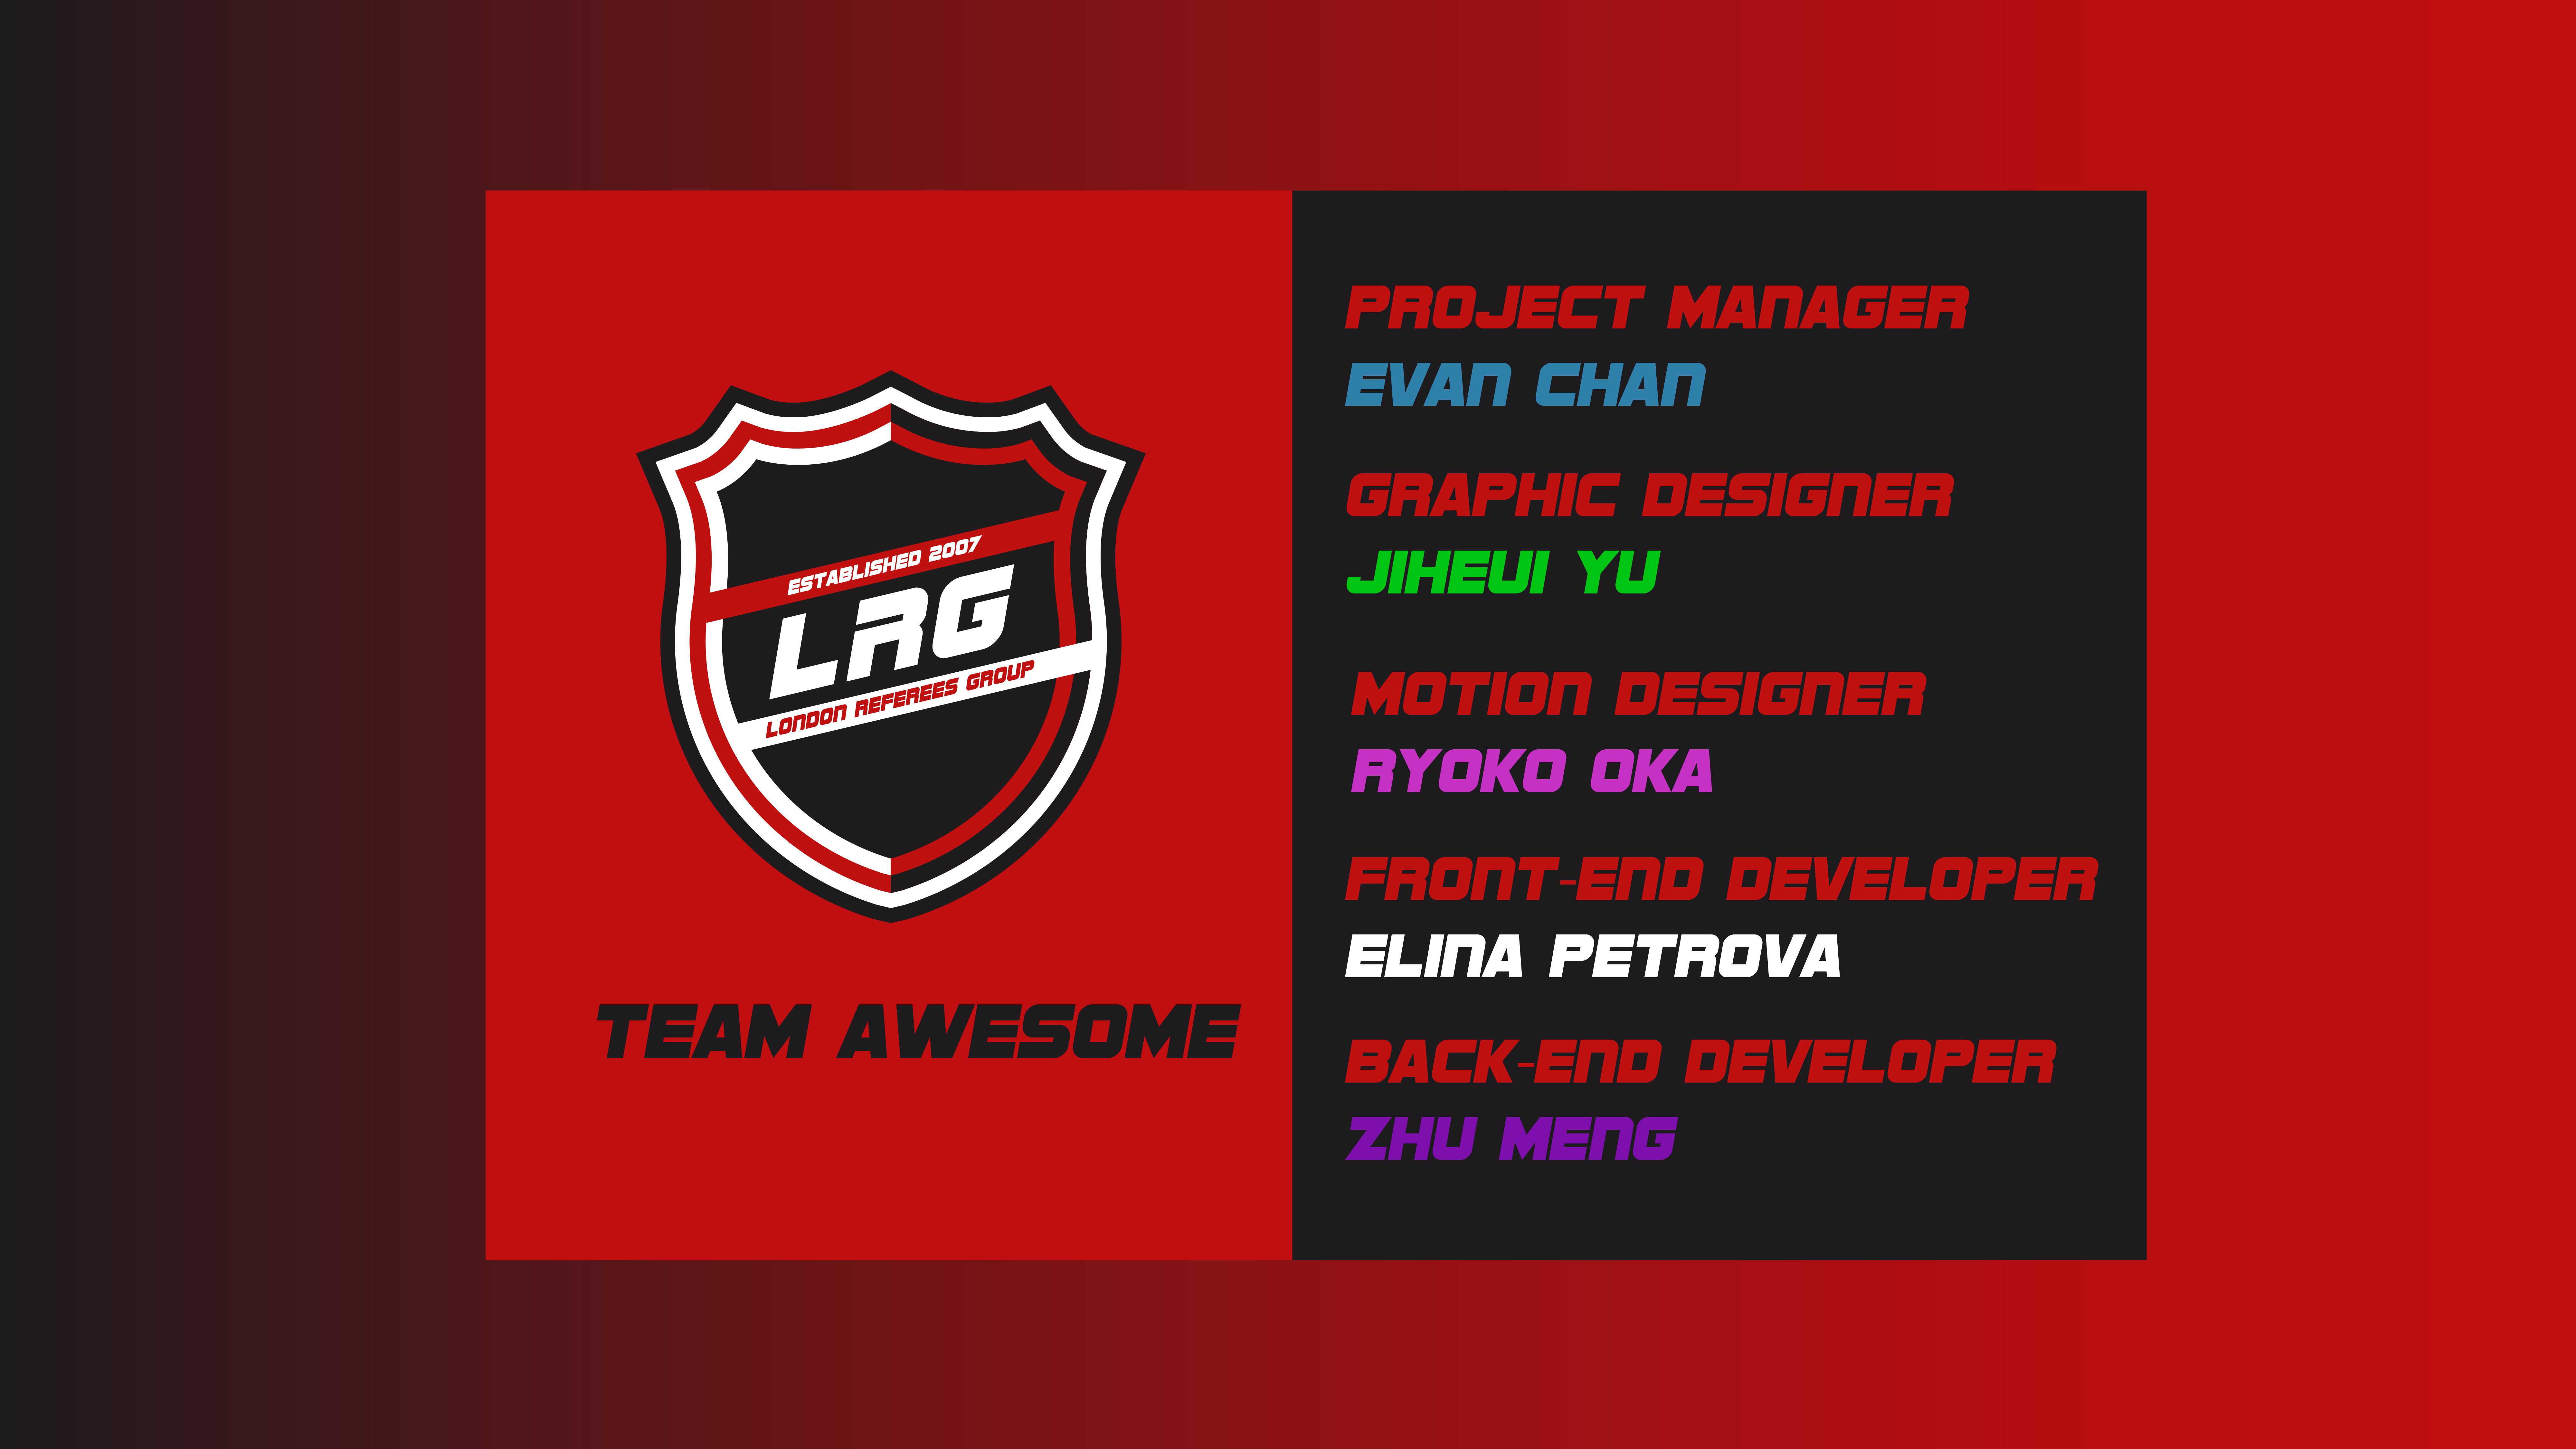 ESTABLISHED 2007
LRG
LONDON REFEREES GROUP
TEAM AWESOME
PROJECT MANAGER
EVAN CHAN
GRAPHIC DESIGNER
JIHEUI YU
MOTION DESIGNER
RYOKO OKA
FRONT-END DEVELOPER
ELINA PETROVA
BACK-END DEVELOPER
ZHU MENG